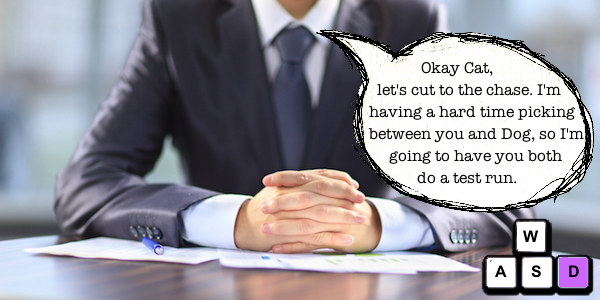 Okay Cat,
let's cut to the chase. I'm
having a hard time picking
between you and Dog, so I'm
going to have you both
do a test run.
W
A S D